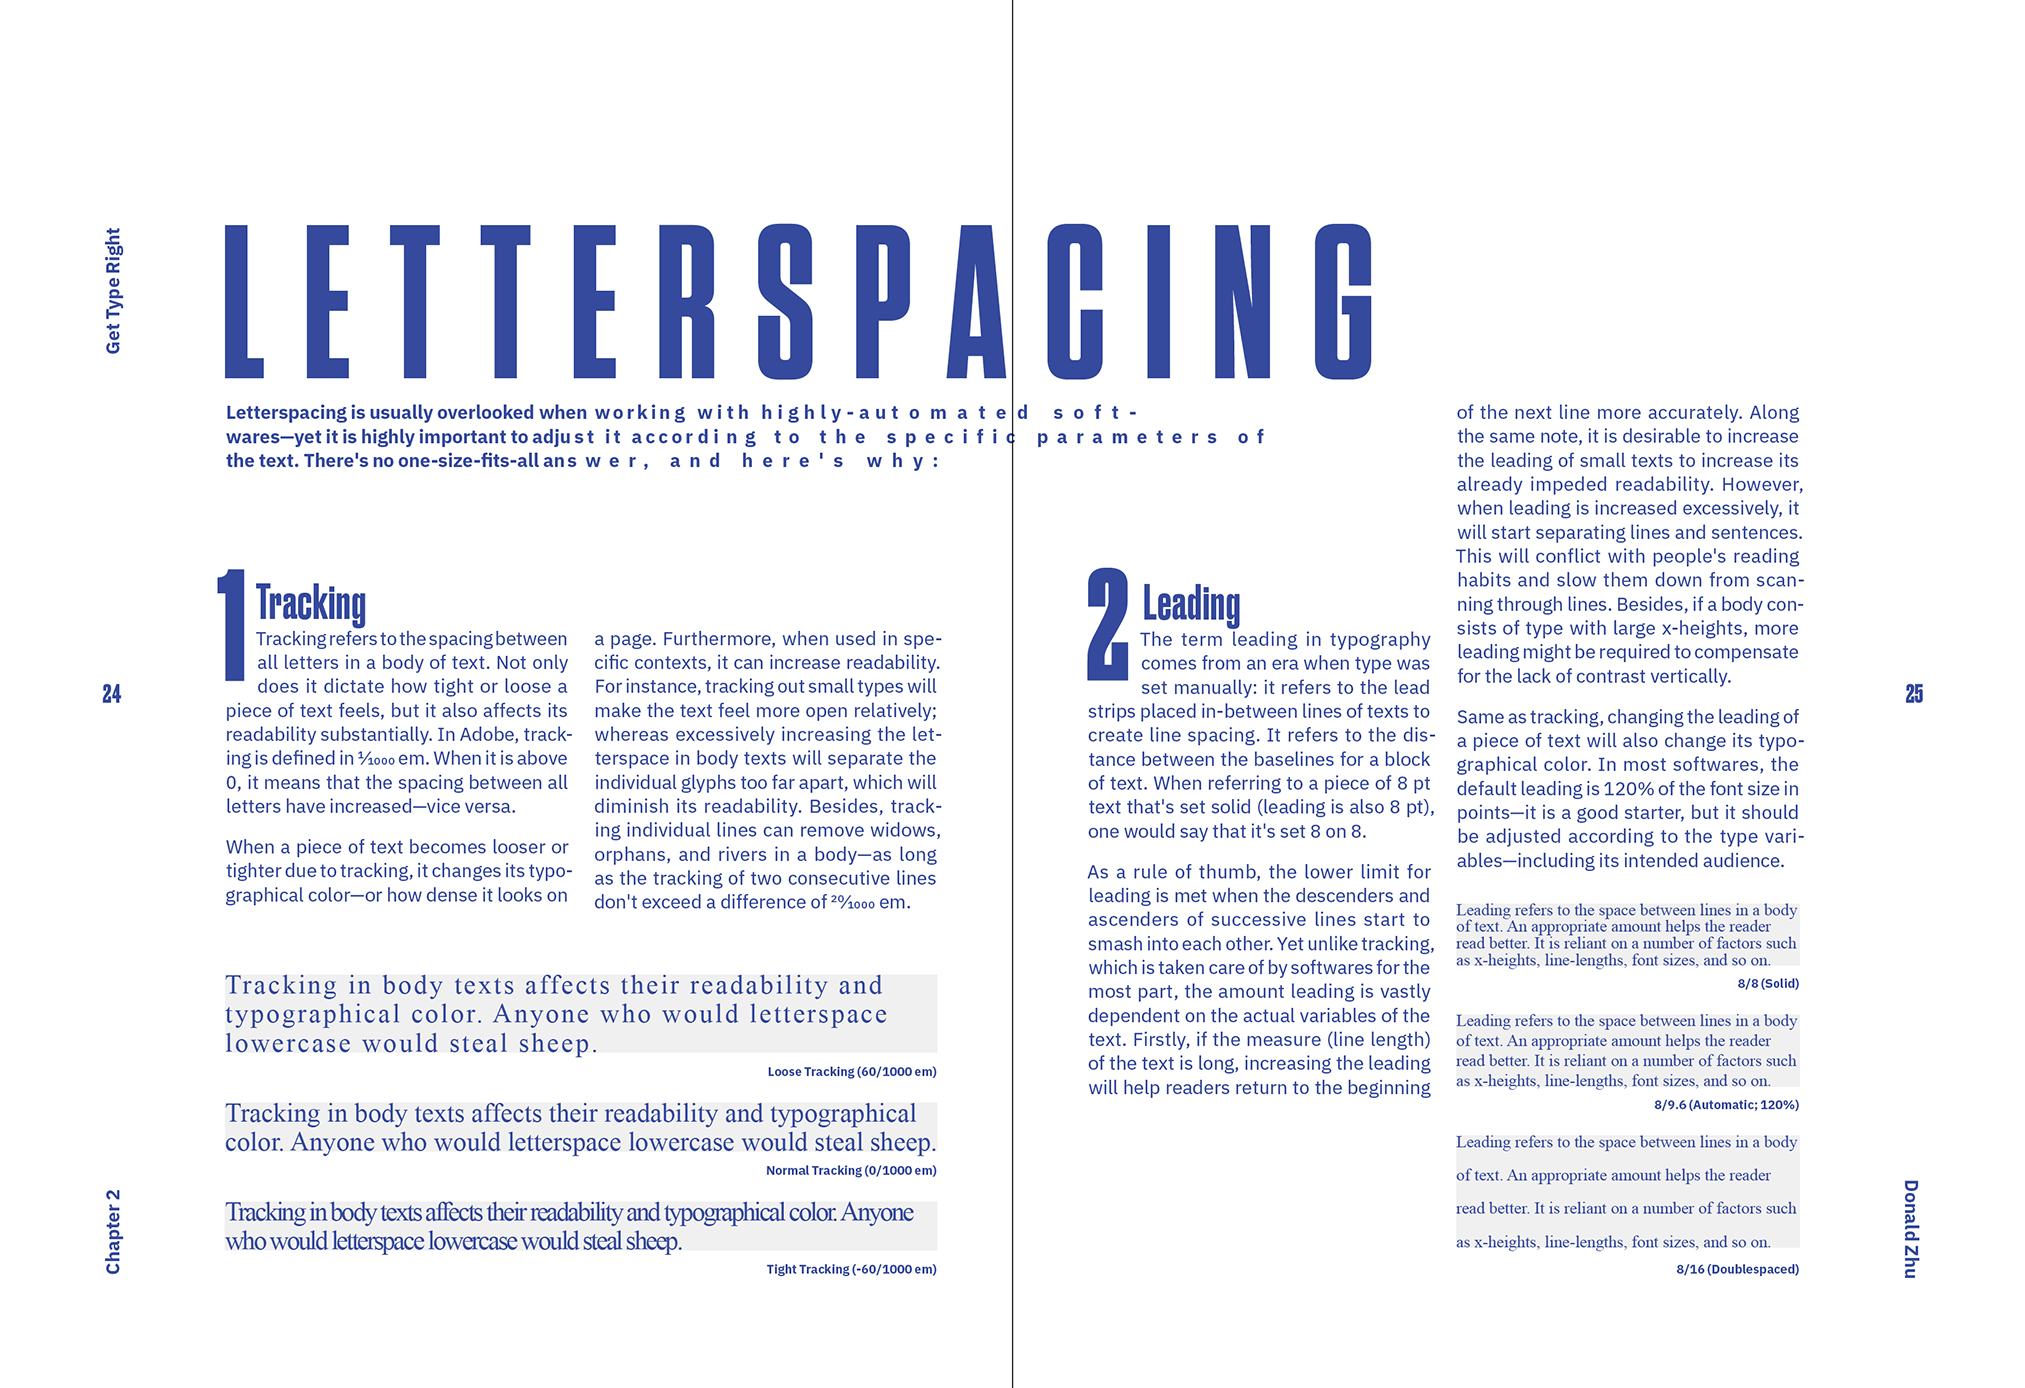 Get Type Right
24
Chapter 2
LETTERSPACING
Letterspacing is usually overlooked when working with highly-automated soft-
wares—yet it is highly important to adjust it according to the specific parameters of
the text. There's no one-size-fits-all answer, and here's why:
1 Tracking
Tracking refers to the spacing between
all letters in a body of text. Not only
does it dictate how tight or loose a
piece of text feels, but it also affects its
readability substantially. In Adobe, track-
ing is defined in ¹⁄₁₀₀₀ em. When it is above
0, it means that the spacing between all
letters have increased—vice versa.
When a piece of text becomes looser or
tighter due to tracking, it changes its typo-
graphical color—or how dense it looks on
a page. Furthermore, when used in spe-
cific contexts, it can increase readability.
For instance, tracking out small types will
make the text feel more open relatively;
whereas excessively increasing the let-
terspace in body texts will separate the
individual glyphs too far apart, which will
diminish its readability. Besides, track-
ing individual lines can remove widows,
orphans, and rivers in a body—as long
as the tracking of two consecutive lines
don't exceed a difference of ²⁰⁄₁₀₀₀ em.
Tracking in body texts affects their readability and
typographical color. Anyone who would letterspace
lowercase would steal sheep.
Loose Tracking (60/1000 em)
Tracking in body texts affects their readability and typographical
color. Anyone who would letterspace lowercase would steal sheep.
Normal Tracking (0/1000 em)
Tracking in body texts affects their readability and typographical color. Anyone
who would letterspace lowercase would steal sheep.
Tight Tracking (-60/1000 em)
2 Leading
The term leading in typography
comes from an era when type was
set manually: it refers to the lead
strips placed in-between lines of texts to
create line spacing. It refers to the dis-
tance between the baselines for a block
of text. When referring to a piece of 8 pt
text that's set solid (leading is also 8 pt),
one would say that it's set 8 on 8.
As a rule of thumb, the lower limit for
leading is met when the descenders and
ascenders of successive lines start to
smash into each other. Yet unlike tracking,
which is taken care of by softwares for the
most part, the amount leading is vastly
dependent on the actual variables of the
text. Firstly, if the measure (line length)
of the text is long, increasing the leading
will help readers return to the beginning
of the next line more accurately. Along
the same note, it is desirable to increase
the leading of small texts to increase its
already impeded readability. However,
when leading is increased excessively, it
will start separating lines and sentences.
This will conflict with people's reading
habits and slow them down from scan-
ning through lines. Besides, if a body con-
sists of type with large x-heights, more
leading might be required to compensate
for the lack of contrast vertically.
Same as tracking, changing the leading of
a piece of text will also change its typo-
graphical color. In most softwares, the
default leading is 120% of the font size in
points—it is a good starter, but it should
be adjusted according to the type vari-
ables—including its intended audience.
Leading refers to the space between lines in a body
of text. An appropriate amount helps the reader
read better. It is reliant on a number of factors such
as x-heights, line-lengths, font sizes, and so on.
8/8 (Solid)
Leading refers to the space between lines in a body
of text. An appropriate amount helps the reader
read better. It is reliant on a number of factors such
as x-heights, line-lengths, font sizes, and so on.
8/9.6 (Automatic; 120%)
Leading refers to the space between lines in a body
of text. An appropriate amount helps the reader
read better. It is reliant on a number of factors such
as x-heights, line-lengths, font sizes, and so on.
8/16 (Doublespaced)
25
Donald Zhu